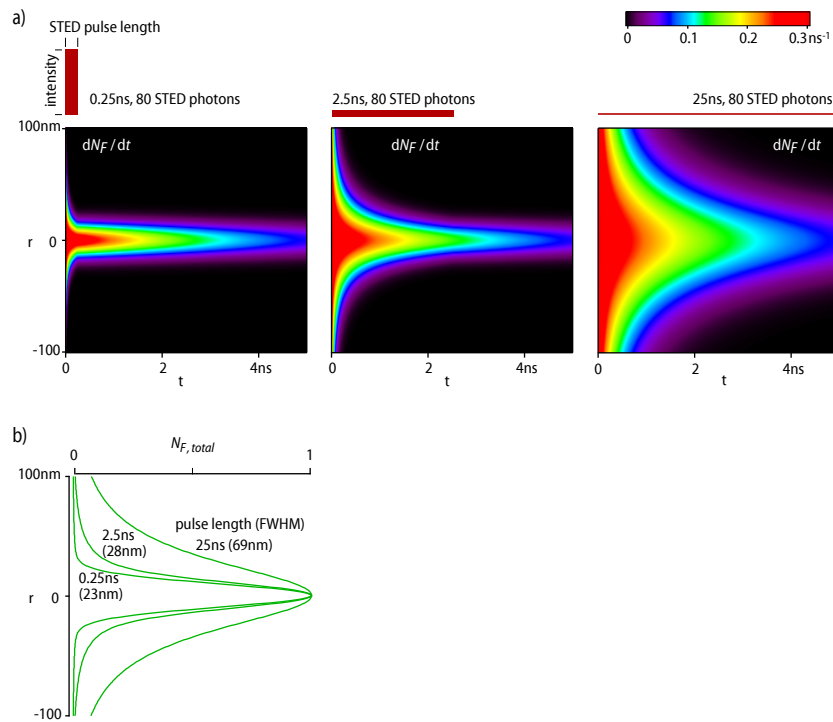 a)
0
0.1
0.2
0.3 ns⁻¹
STED pulse length
intensity
0.25ns, 80 STED photons
2.5ns, 80 STED photons
25ns, 80 STED photons
100nm
r 0
-100
dN_F / dt
dN_F / dt
dN_F / dt
0 2 4ns
t
0 2 4ns
t
0 2 4ns
t
b)
N_F, total
0 1
100nm
r 0
-100
pulse length (FWHM)
25ns (69nm)
2.5ns
(28nm)
0.25ns
(23nm)